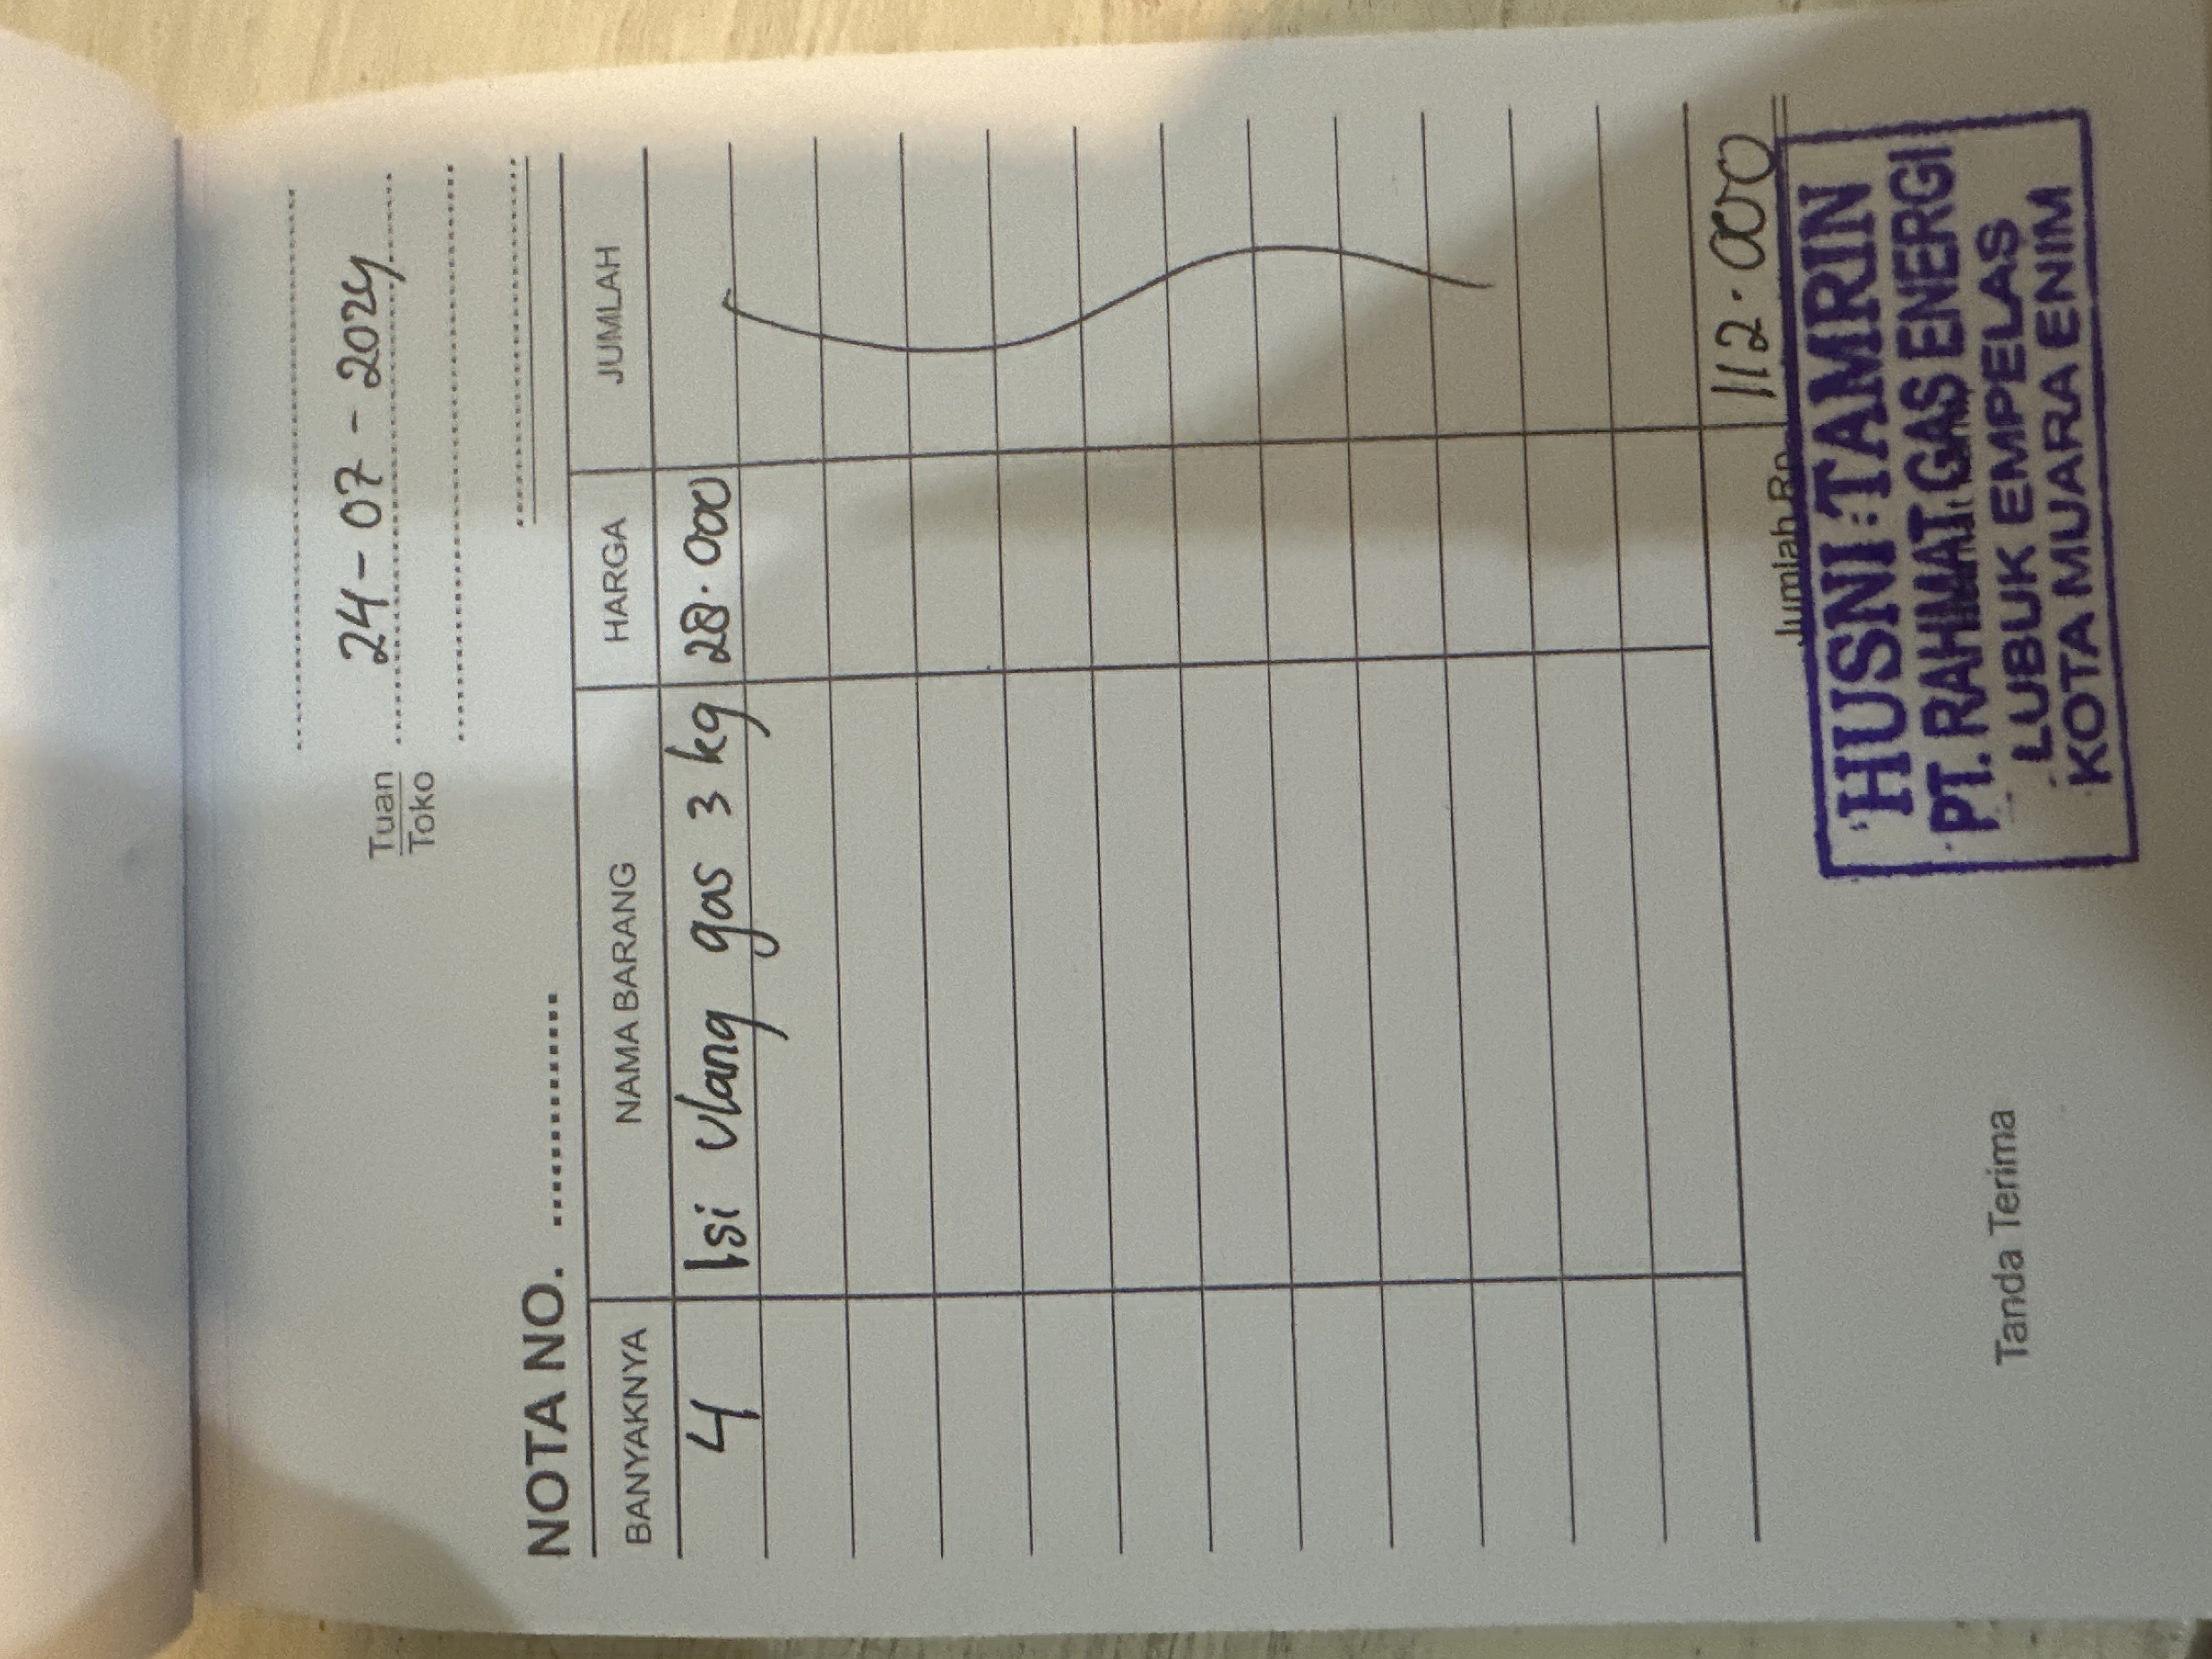 24-07-2024
Tuan
Toko
NOTA NO.
BANYAKNYA NAMA BARANG HARGA JUMLAH
4 Isi Ulang gas 3 kg 28.000
Jumlah Rp. 112.000
Tanda Terima
HUSNI TAMRIN
PT. RAHMAT GAS ENERGI
LUBUK EMPELAS
KOTA MUARA ENIM